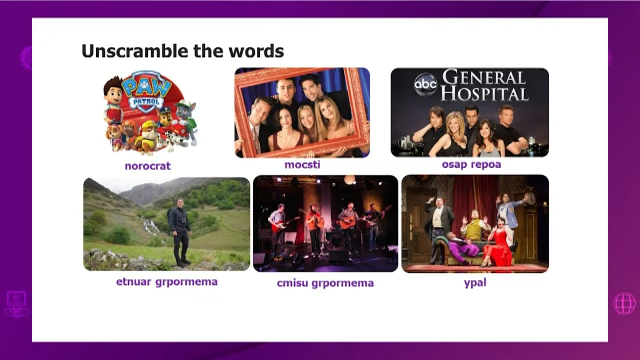 Unscramble the words
PAW
PATROL
abc GENERAL
HOSPITAL
norocrat
mocsti
osap repoa
etnuar grpormema
cmisu grpormema
ypal